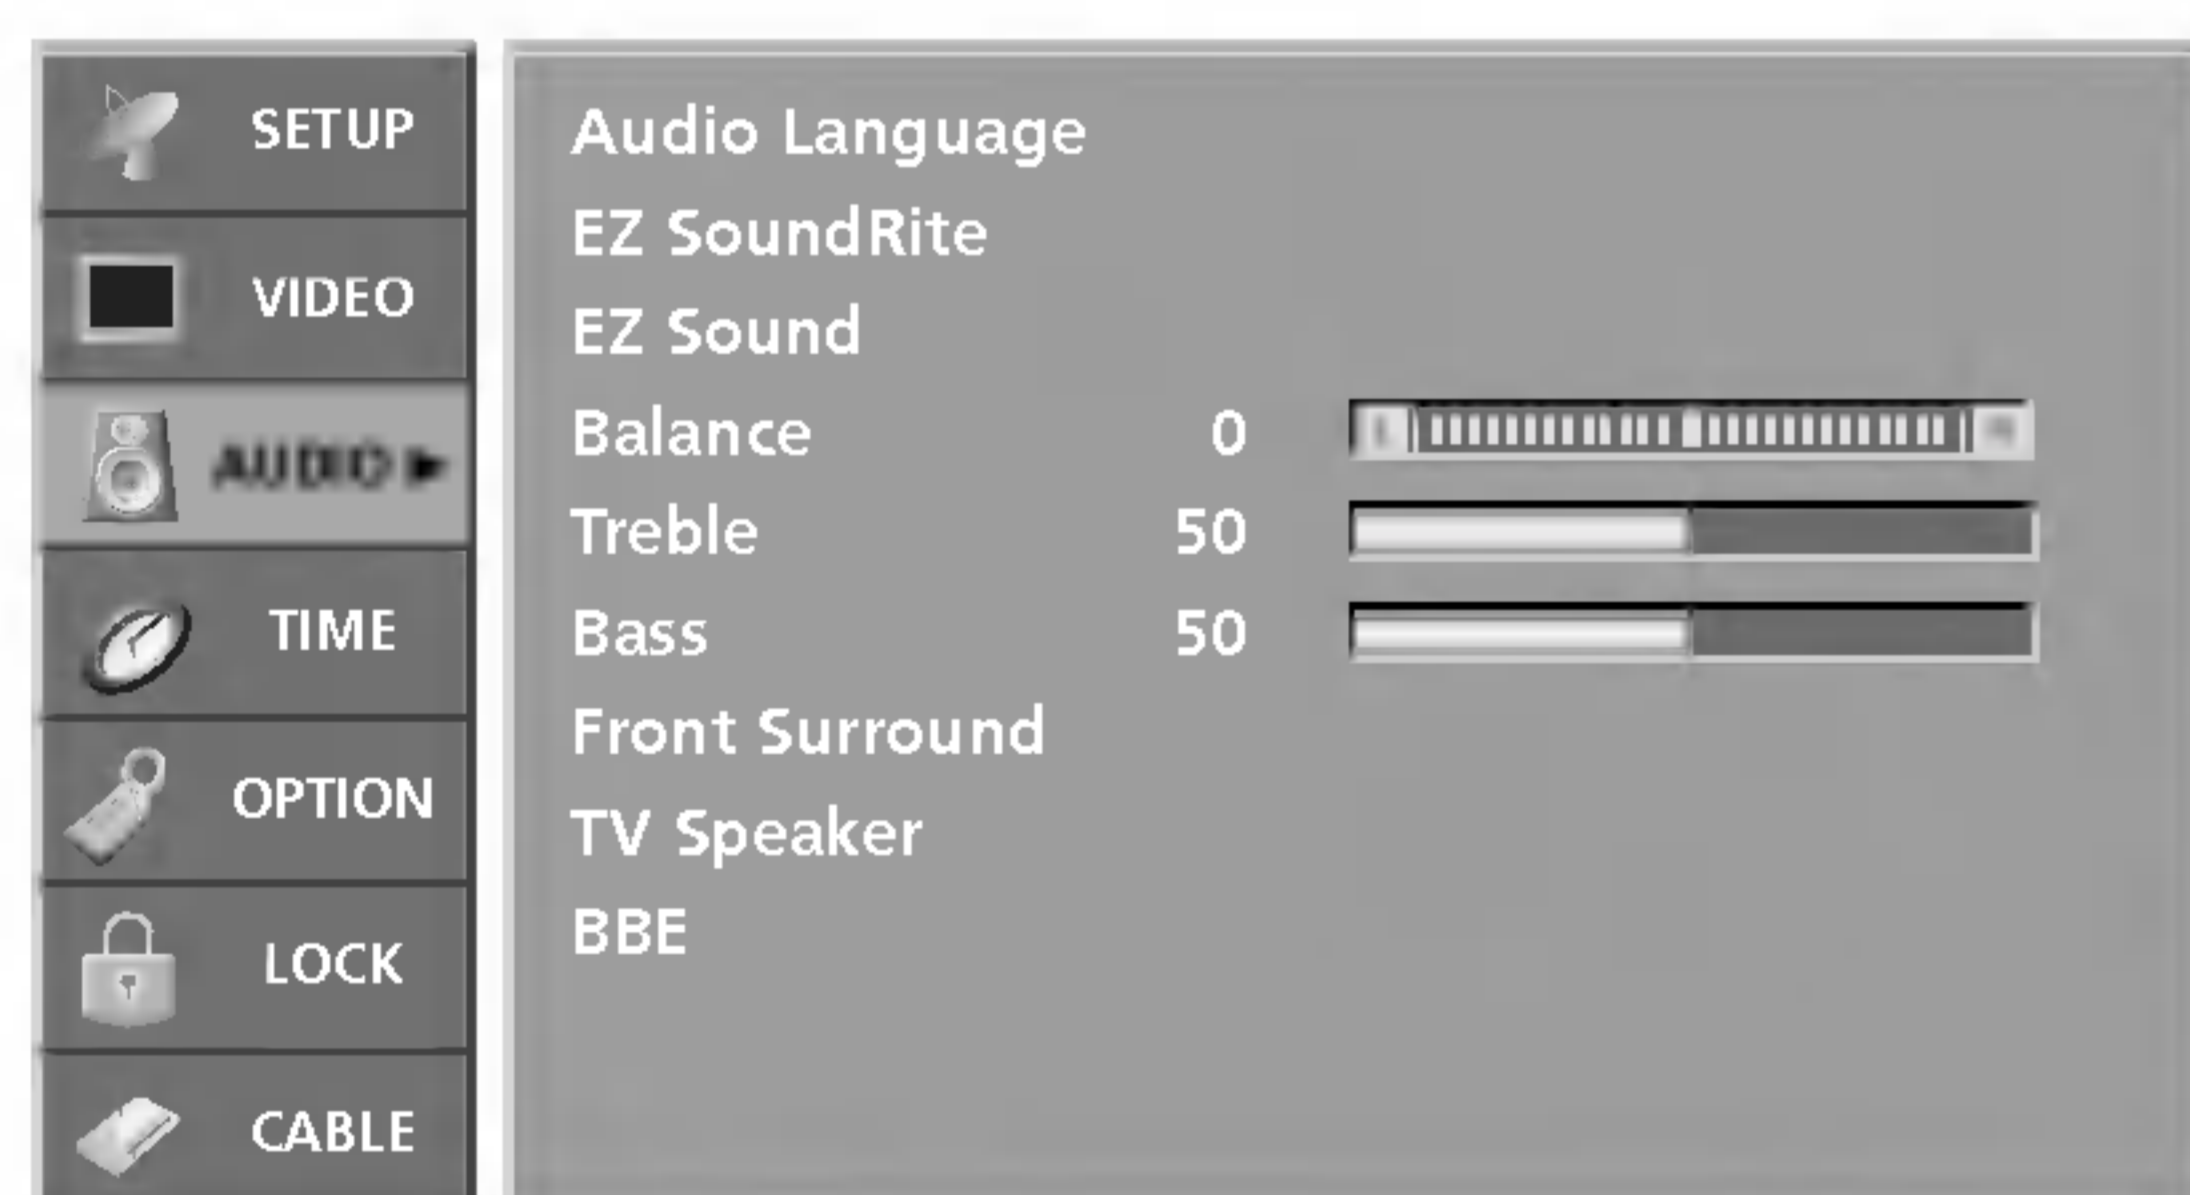 SETUP
VIDEO
AUDIO ►
TIME
OPTION
LOCK
CABLE
Audio Language
EZ SoundRite
EZ Sound
Balance 0 L R
Treble 50
Bass 50
Front Surround
TV Speaker
BBE